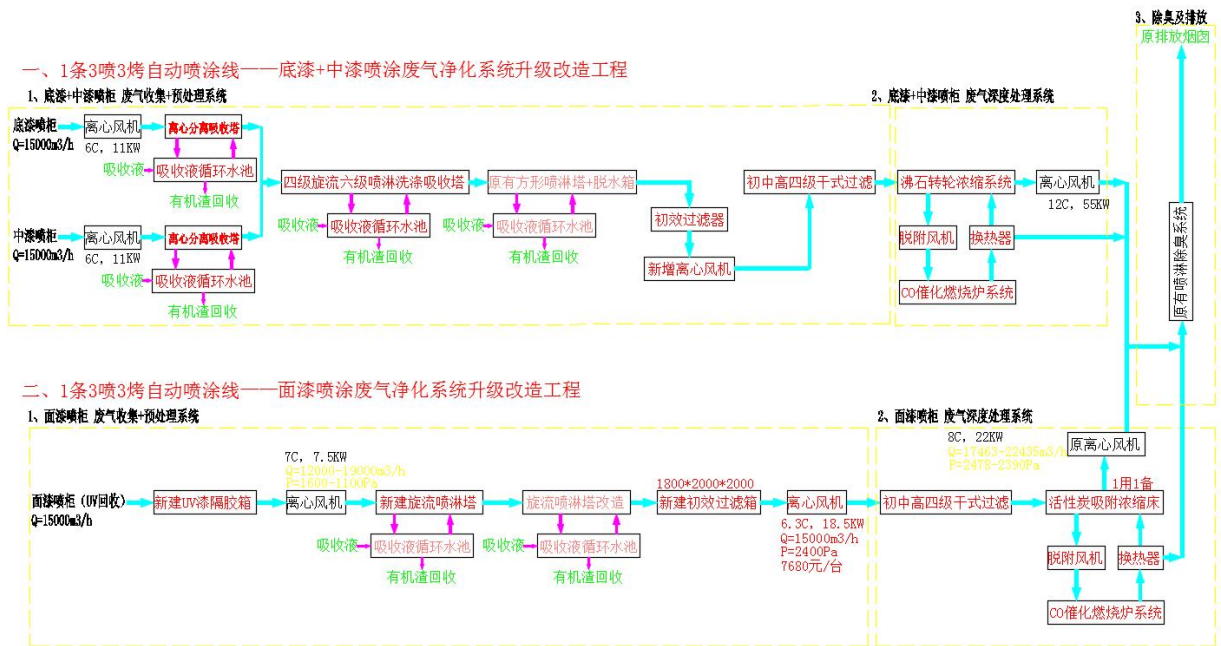 3、除臭及排放
原排放烟囱
一、1条3喷3烤自动喷涂线——底漆+中漆喷涂废气净化系统升级改造工程
1、底漆+中漆喷柜 废气收集+预处理系统
2、底漆+中漆喷柜 废气深度处理系统
底漆喷柜
Q=15000m3/h
离心风机
6C, 11KW
离心分离吸收塔
吸收液
吸收液循环水池
有机渣回收
中漆喷柜
Q=15000m3/h
离心风机
6C, 11KW
离心分离吸收塔
吸收液
吸收液循环水池
有机渣回收
四级旋流六级喷淋洗涤吸收塔
吸收液
吸收液循环水池
有机渣回收
原有方形喷淋塔+脱水箱
吸收液
吸收液循环水池
有机渣回收
初效过滤器
新增离心风机
初中高四级干式过滤
沸石转轮浓缩系统
离心风机
12C, 55KW
脱附风机
换热器
CO催化燃烧炉系统
原有喷淋除臭系统
二、1条3喷3烤自动喷涂线——面漆喷涂废气净化系统升级改造工程
1、面漆喷柜 废气收集+预处理系统
2、面漆喷柜 废气深度处理系统
面漆喷柜（UV回收）
Q=15000m3/h
新建UV漆隔胶箱
7C, 7.5KW
Q=12000-19000m3/h
P=1600-1100Pa
离心风机
新建旋流喷淋塔
吸收液
吸收液循环水池
有机渣回收
旋流喷淋塔改造
吸收液
吸收液循环水池
有机渣回收
1800*2000*2000
新建初效过滤箱
离心风机
6.3C, 18.5KW
Q=15000m3/h
P=2400Pa
7680元/台
初中高四级干式过滤
8C, 22KW
Q=17463-22435m3/h
P=2478-2390Pa
原离心风机
1用1备
活性炭吸附浓缩床
脱附风机
换热器
CO催化燃烧炉系统